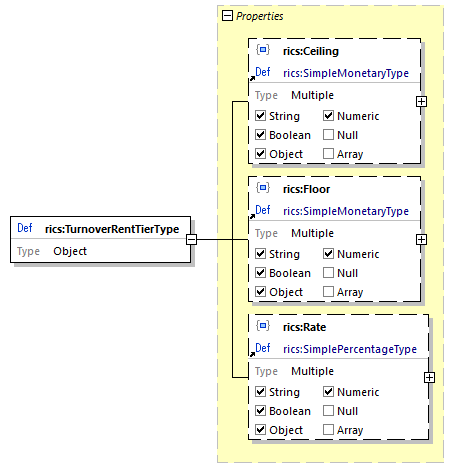 Properties
rics:Ceiling
Def rics:SimpleMonetaryType
Type Multiple
String Numeric
Boolean Null
Object Array
rics:Floor
Def rics:SimpleMonetaryType
Type Multiple
String Numeric
Boolean Null
Object Array
Def rics:TurnoverRentTierType
Type Object
rics:Rate
Def rics:SimplePercentageType
Type Multiple
String Numeric
Boolean Null
Object Array